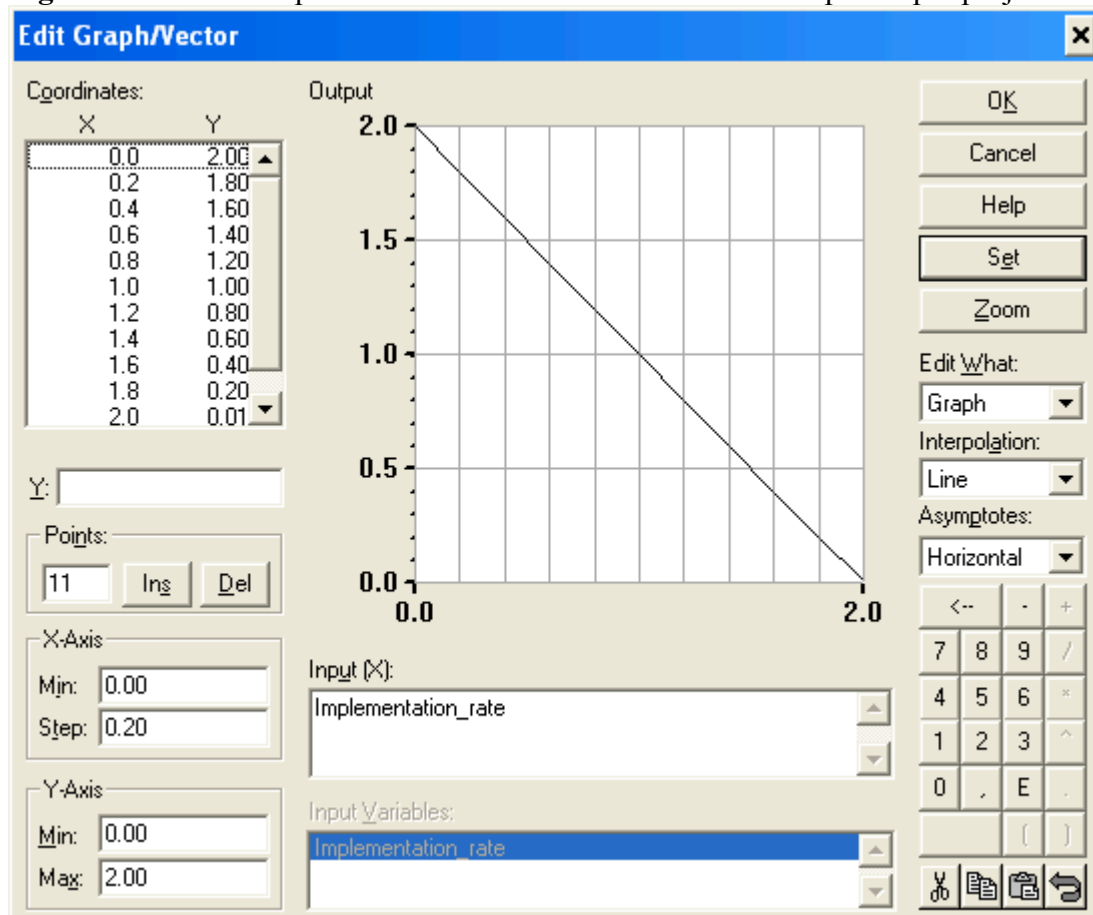 Edit Graph/Vector
Coordinates:
X Y
0.0 2.00
0.2 1.80
0.4 1.60
0.6 1.40
0.8 1.20
1.0 1.00
1.2 0.80
1.4 0.60
1.6 0.40
1.8 0.20
2.0 0.01
Y:
Points:
11 Ins Del
X-Axis
Min: 0.00
Step: 0.20
Y-Axis
Min: 0.00
Max: 2.00
Output
2.0
1.5
1.0
0.5
0.0
0.0 2.0
Input (X):
Implementation_rate
Input Variables:
Implementation_rate
OK
Cancel
Help
Set
Zoom
Edit What:
Graph
Interpolation:
Line
Asymptotes:
Horizontal
<-- - +
7 8 9 /
4 5 6 *
1 2 3 ^
0 , E .
( )